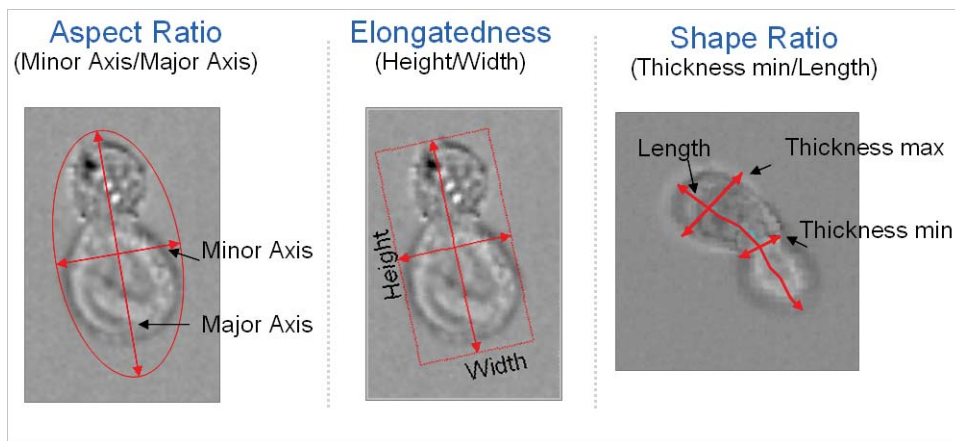 Aspect Ratio
(Minor Axis/Major Axis)
Minor Axis
Major Axis
Elongatedness
(Height/Width)
Height
Width
Shape Ratio
(Thickness min/Length)
Length
Thickness max
Thickness min